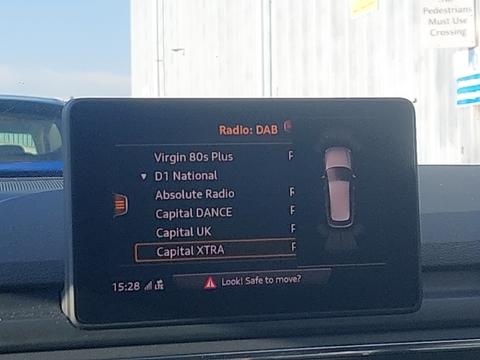 Pedestrians
Must Use
Crossing
Radio: DAB
Virgin 80s Plus
D1 National
Absolute Radio
Capital DANCE
Capital UK
Capital XTRA
15:28
LTE
Look! Safe to move?